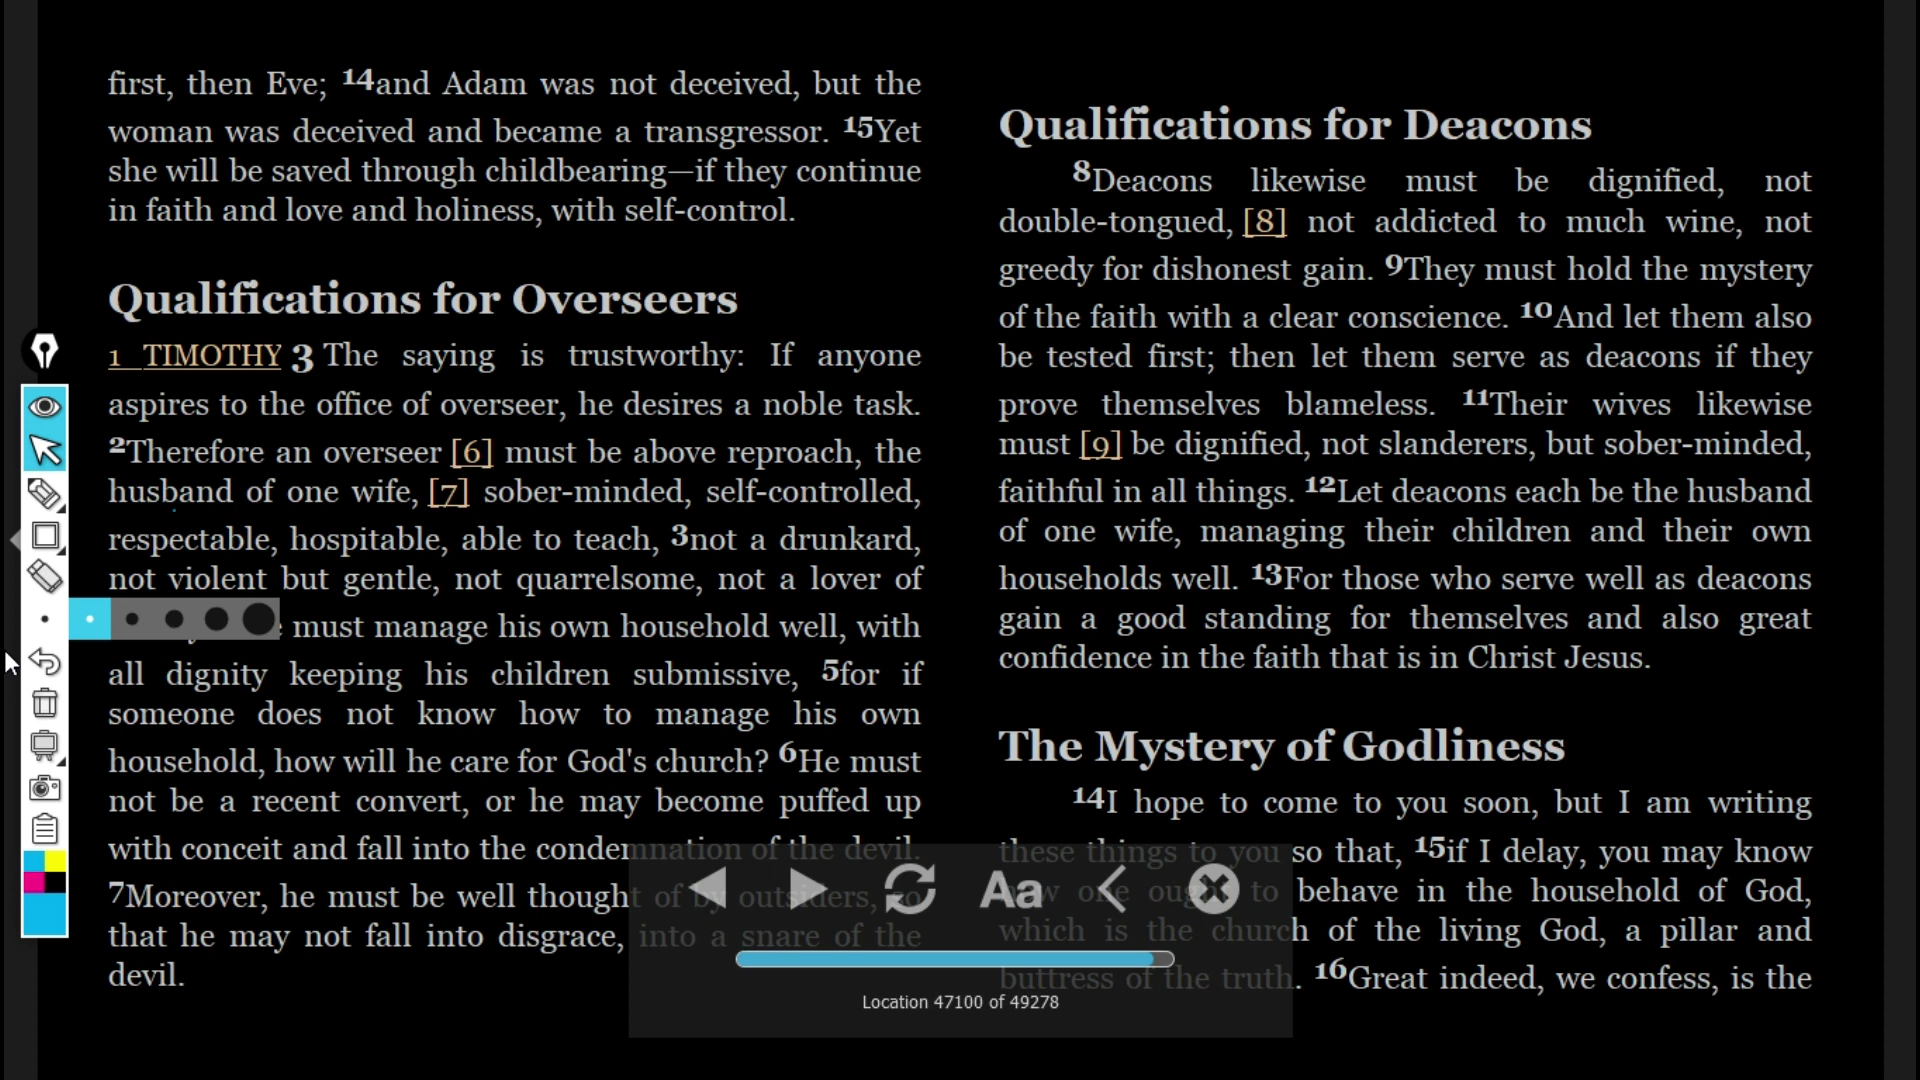 first, then Eve; 14and Adam was not deceived, but the
woman was deceived and became a transgressor. 15Yet
she will be saved through childbearing—if they continue
in faith and love and holiness, with self-control.
Qualifications for Overseers
1 TIMOTHY 3 The saying is trustworthy: If anyone
aspires to the office of overseer, he desires a noble task.
2Therefore an overseer [6] must be above reproach, the
husband of one wife, [7] sober-minded, self-controlled,
respectable, hospitable, able to teach, 3not a drunkard,
not violent but gentle, not quarrelsome, not a lover of
must manage his own household well, with
all dignity keeping his children submissive, 5for if
someone does not know how to manage his own
household, how will he care for God's church? 6He must
not be a recent convert, or he may become puffed up
with conceit and fall into the condemnation of the devil.
7Moreover, he must be well thought of by outsiders, so
that he may not fall into disgrace, into a snare of the
devil.
Qualifications for Deacons
8Deacons likewise must be dignified, not
double-tongued, [8] not addicted to much wine, not
greedy for dishonest gain. 9They must hold the mystery
of the faith with a clear conscience. 10And let them also
be tested first; then let them serve as deacons if they
prove themselves blameless. 11Their wives likewise
must [9] be dignified, not slanderers, but sober-minded,
faithful in all things. 12Let deacons each be the husband
of one wife, managing their children and their own
households well. 13For those who serve well as deacons
gain a good standing for themselves and also great
confidence in the faith that is in Christ Jesus.
The Mystery of Godliness
14I hope to come to you soon, but I am writing
these things to you so that, 15if I delay, you may know
how one ought to behave in the household of God,
which is the church of the living God, a pillar and
buttress of the truth. 16Great indeed, we confess, is the
Aa
Location 47100 of 49278